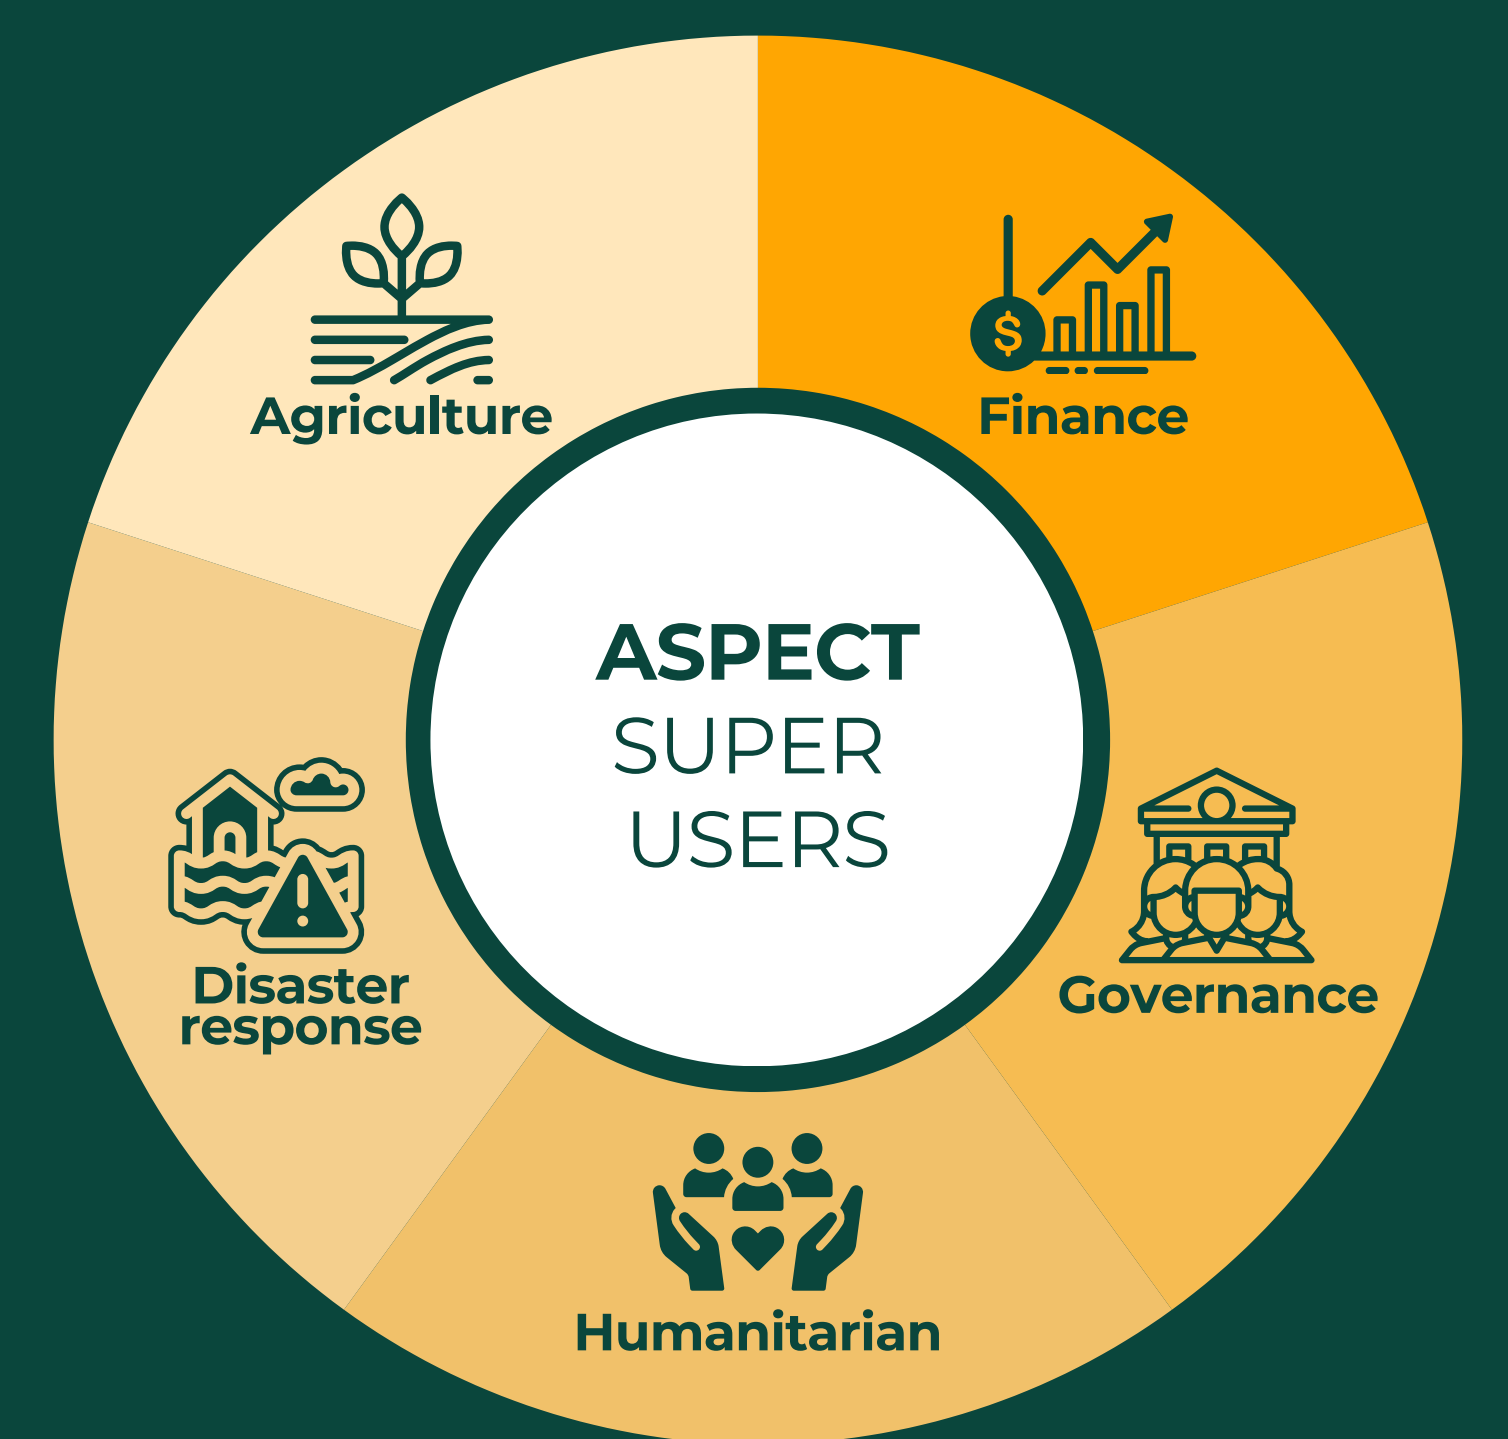 Agriculture
$
Finance
ASPECT
SUPER
USERS
Disaster
response
Governance
Humanitarian